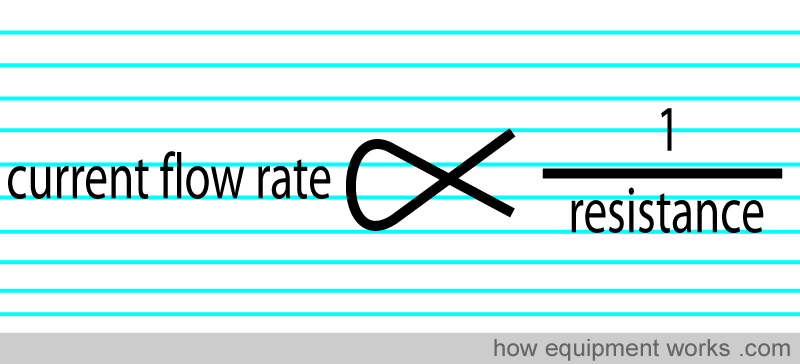 current flow rate ∝ 1
resistance
how equipment works .com